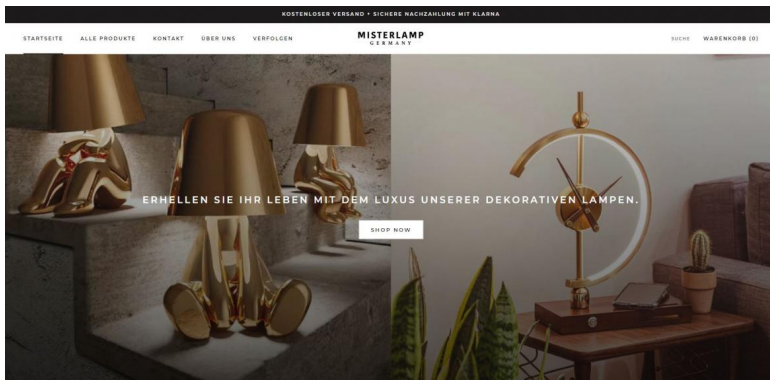 KOSTENLOSER VERSAND • SICHERE NACHZAHLUNG MIT KLARNA
STARTSEITE ALLE PRODUKTE KONTAKT ÜBER UNS VERFOLGEN
MISTERLAMP
GERMANY
SUCHE WARENKORB (0)
ERHELLEN SIE IHR LEBEN MIT DEM LUXUS UNSERER DEKORATIVEN LAMPEN.
SHOP NOW